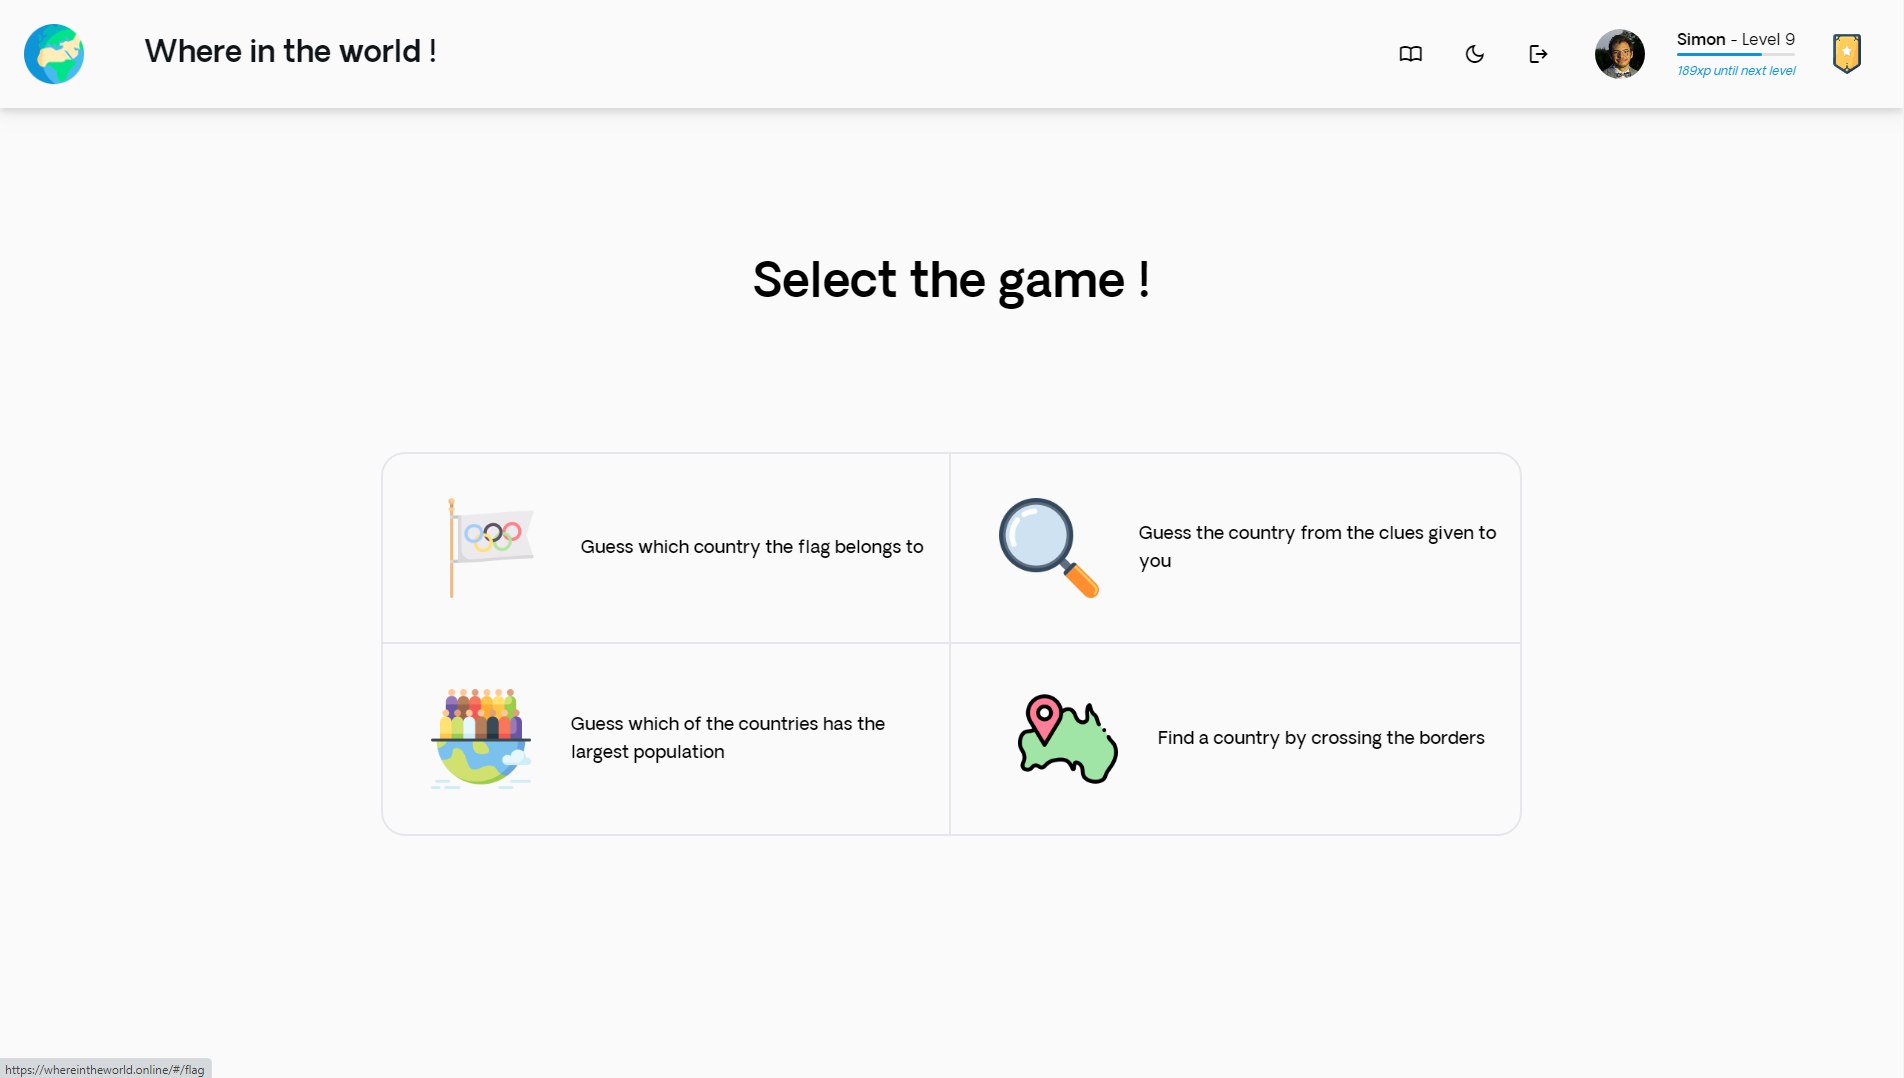 Where in the world !
Simon - Level 9
189xp until next level
Select the game !
Guess which country the flag belongs to
Guess the country from the clues given to
you
Guess which of the countries has the
largest population
Find a country by crossing the borders
https://whereintheworld.online/#/flag